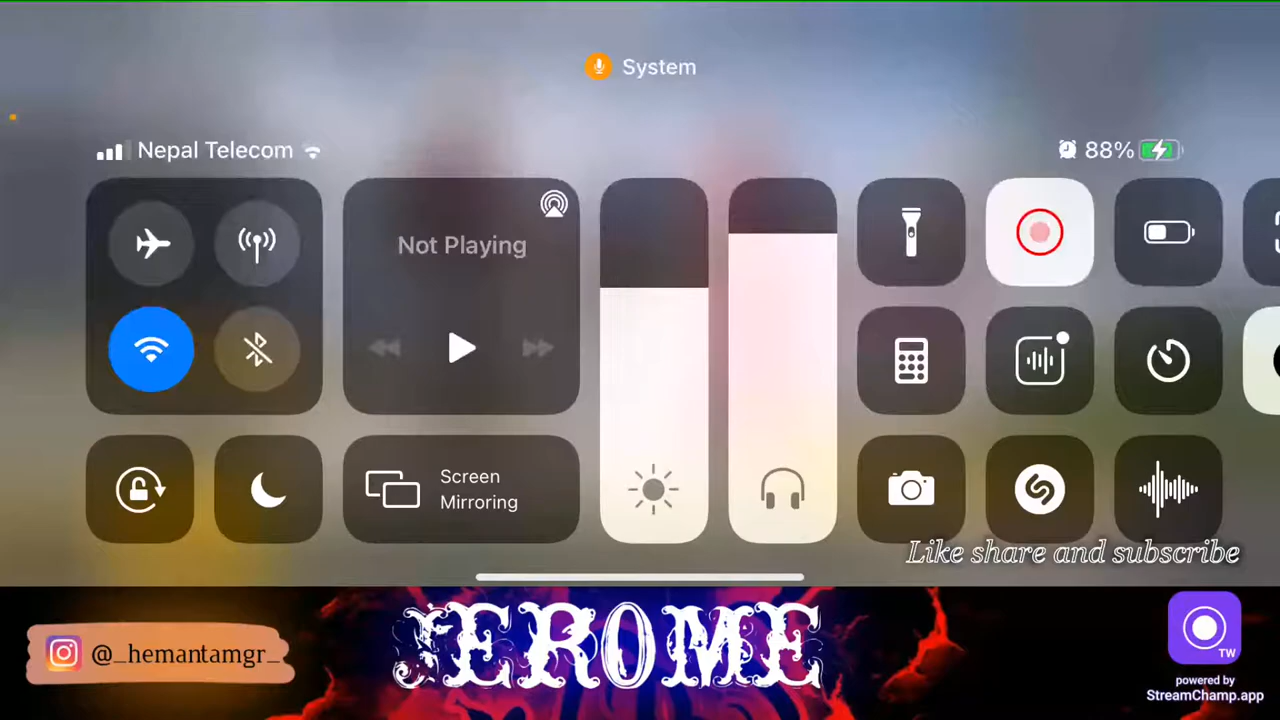 System
Nepal Telecom
88%
Not Playing
Screen
Mirroring
Like share and subscribe
@_hemantamgr_
JEROME
TW
powered by
StreamChamp.app